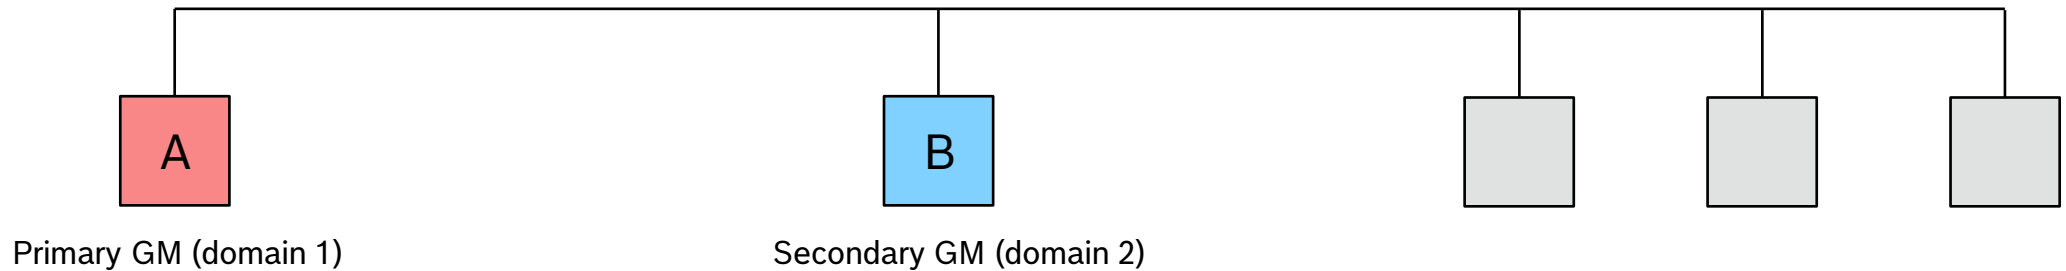 A
B
Primary GM (domain 1)
Secondary GM (domain 2)